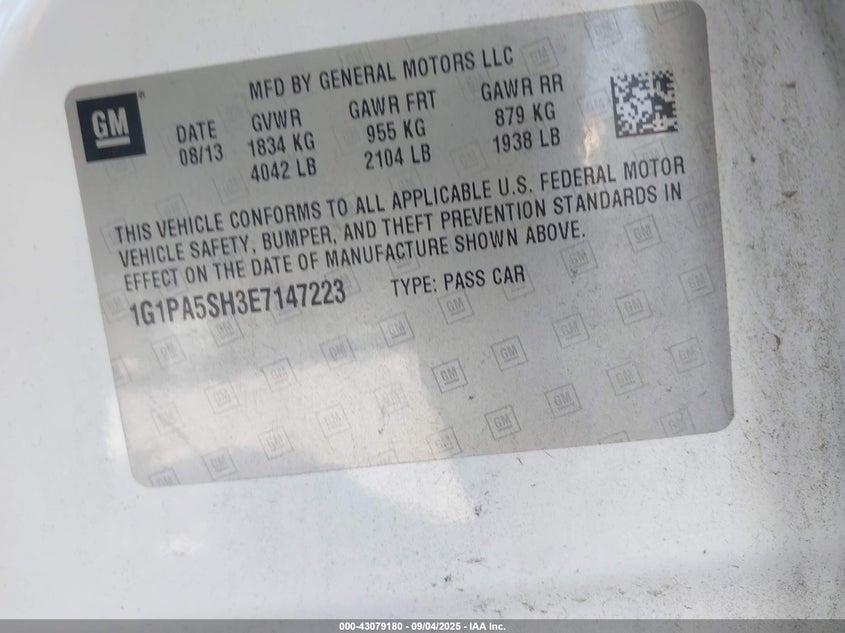 GM
MFD BY GENERAL MOTORS LLC
DATE GVWR GAWR FRT GAWR RR
08/13 1834 KG 955 KG 879 KG
4042 LB 2104 LB 1938 LB
THIS VEHICLE CONFORMS TO ALL APPLICABLE U.S. FEDERAL MOTOR
VEHICLE SAFETY, BUMPER, AND THEFT PREVENTION STANDARDS IN
EFFECT ON THE DATE OF MANUFACTURE SHOWN ABOVE.
1G1PA5SH3E7147223 TYPE: PASS CAR
000-43079180 - 09/04/2025 - IAA Inc.